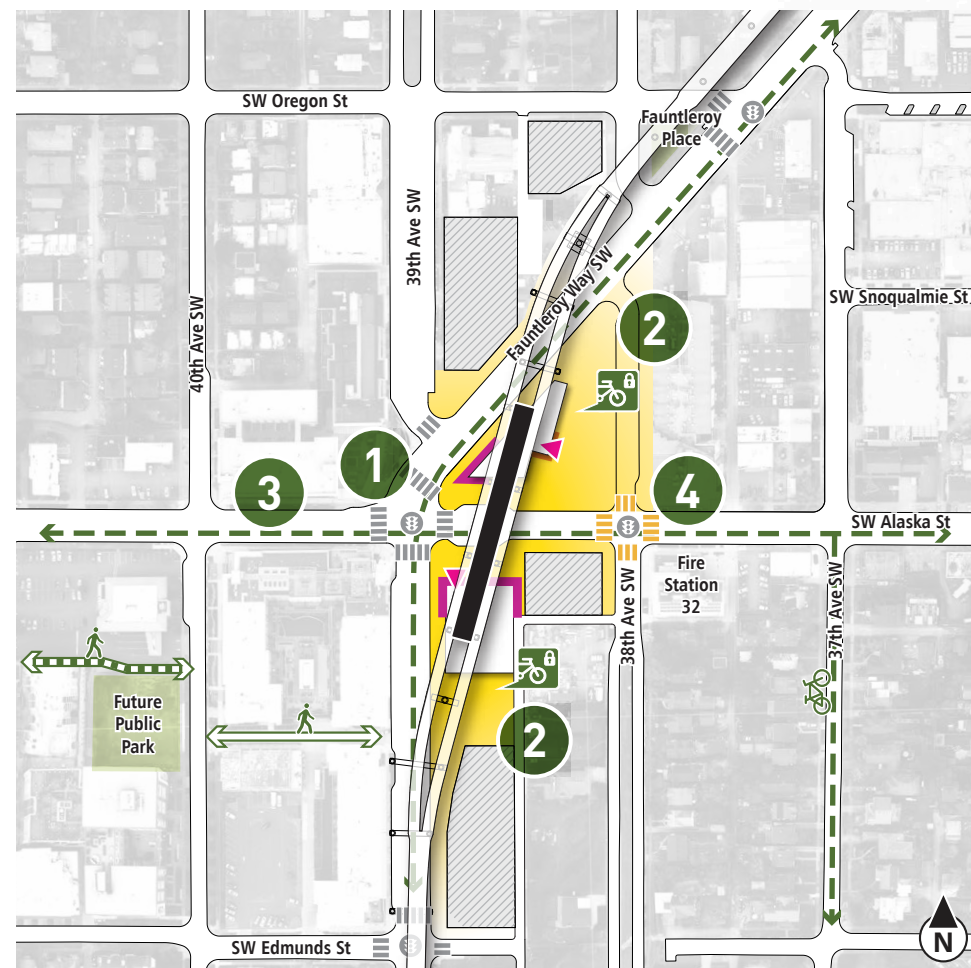 SW Oregon St
Fauntleroy
Place
39th Ave SW
Fauntleroy Way SW
SW Snoqualmie St
40th Ave SW
2
1
3
4
SW Alaska St
Fire
Station
32
38th Ave SW
37th Ave SW
Future
Public
Park
2
SW Edmunds St
N